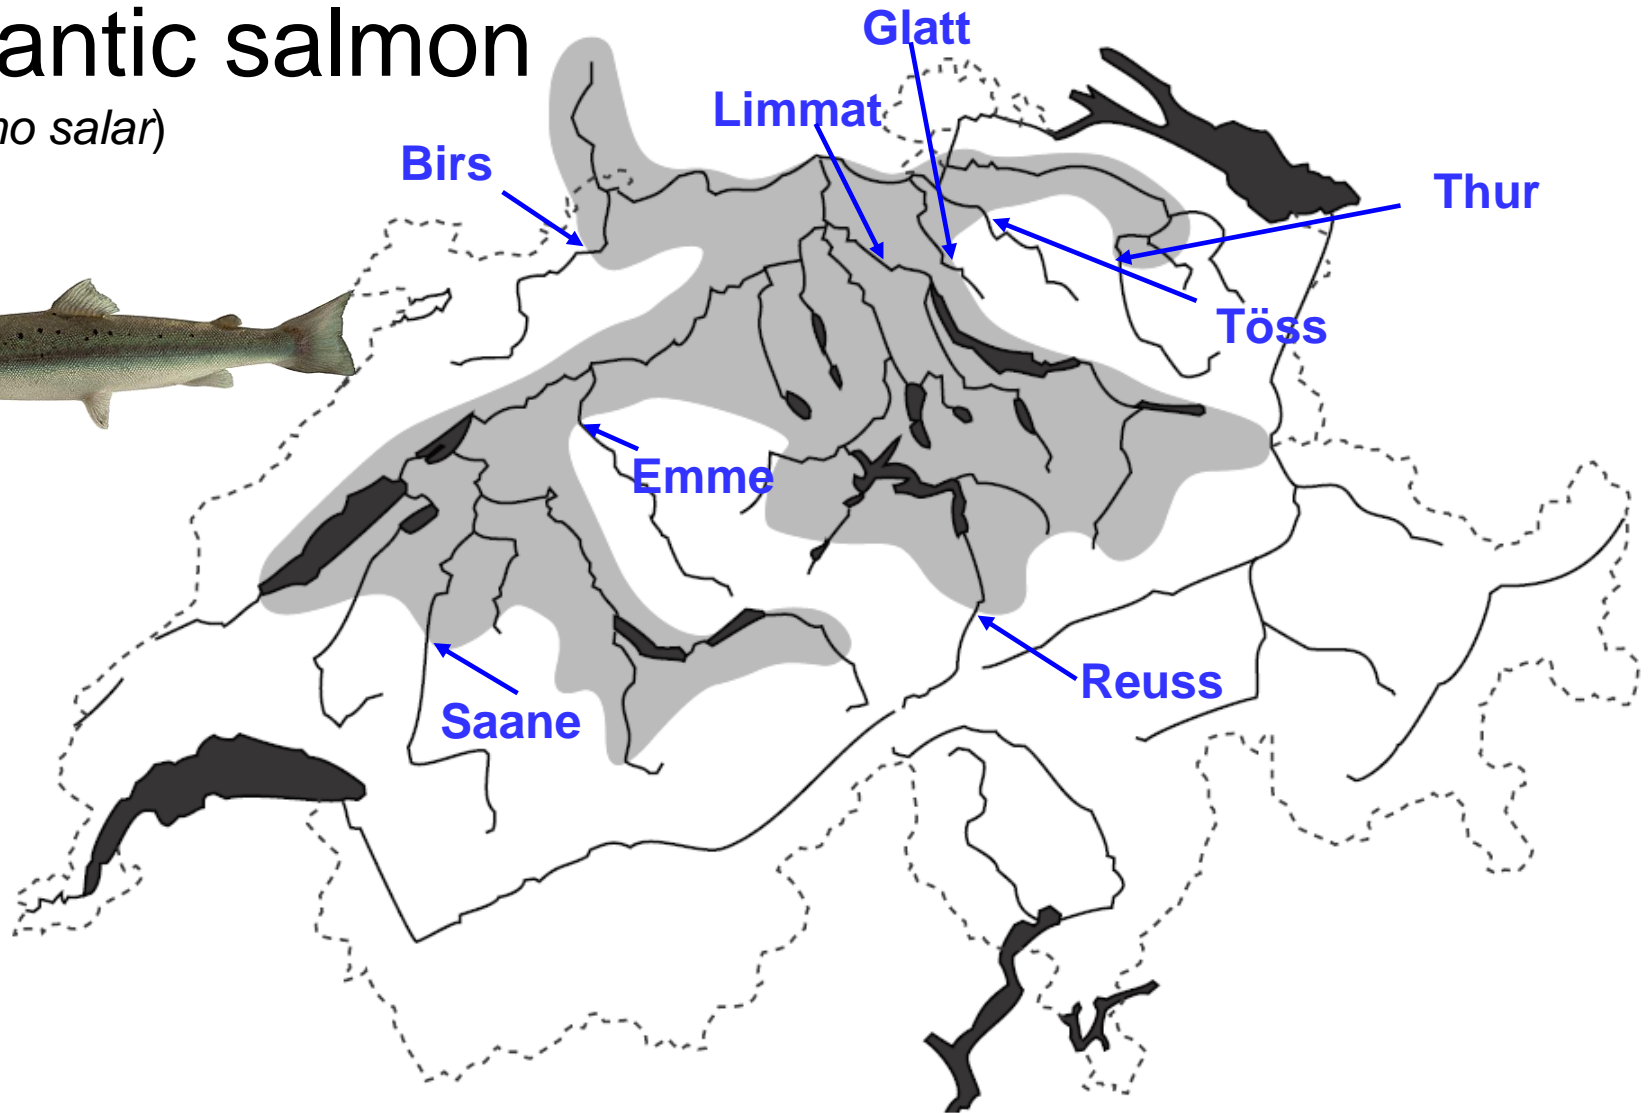 antic salmon
no salar)
Glatt
Limmat
Birs
Thur
Töss
Emme
Reuss
Saane